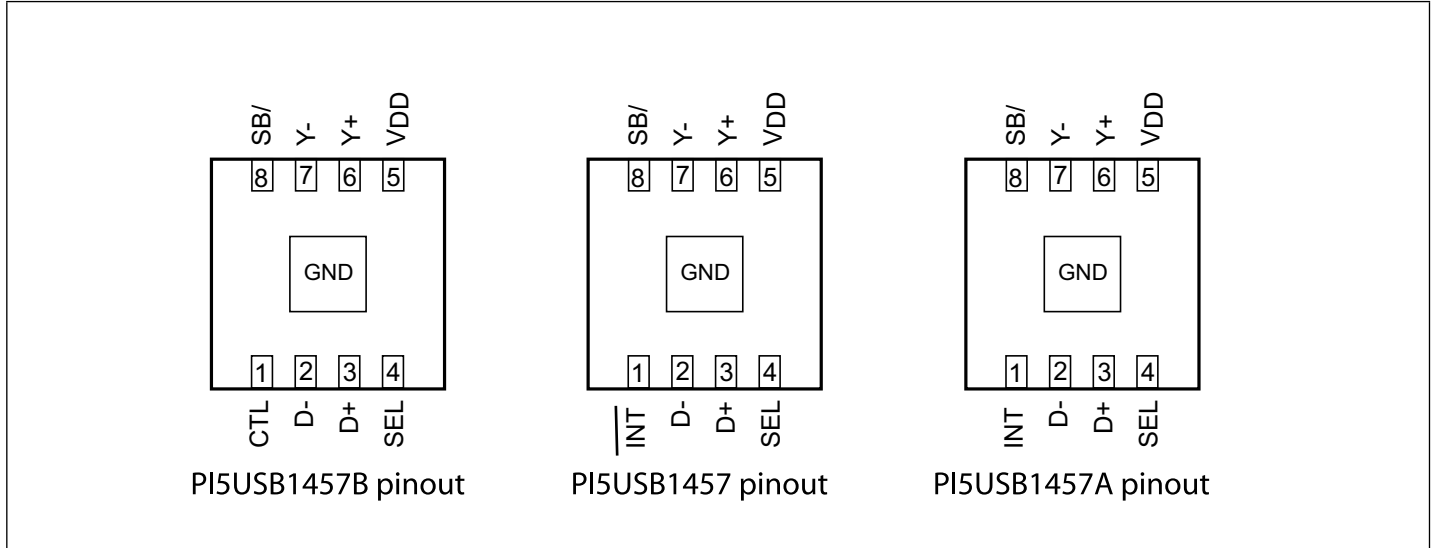 SB/ Y- Y+ VDD
8 7 6 5
GND
1 2 3 4
CTL D- D+ SEL
PI5USB1457B pinout
SB/ Y- Y+ VDD
8 7 6 5
GND
1 2 3 4
INT D- D+ SEL
PI5USB1457 pinout
SB/ Y- Y+ VDD
8 7 6 5
GND
1 2 3 4
INT D- D+ SEL
PI5USB1457A pinout